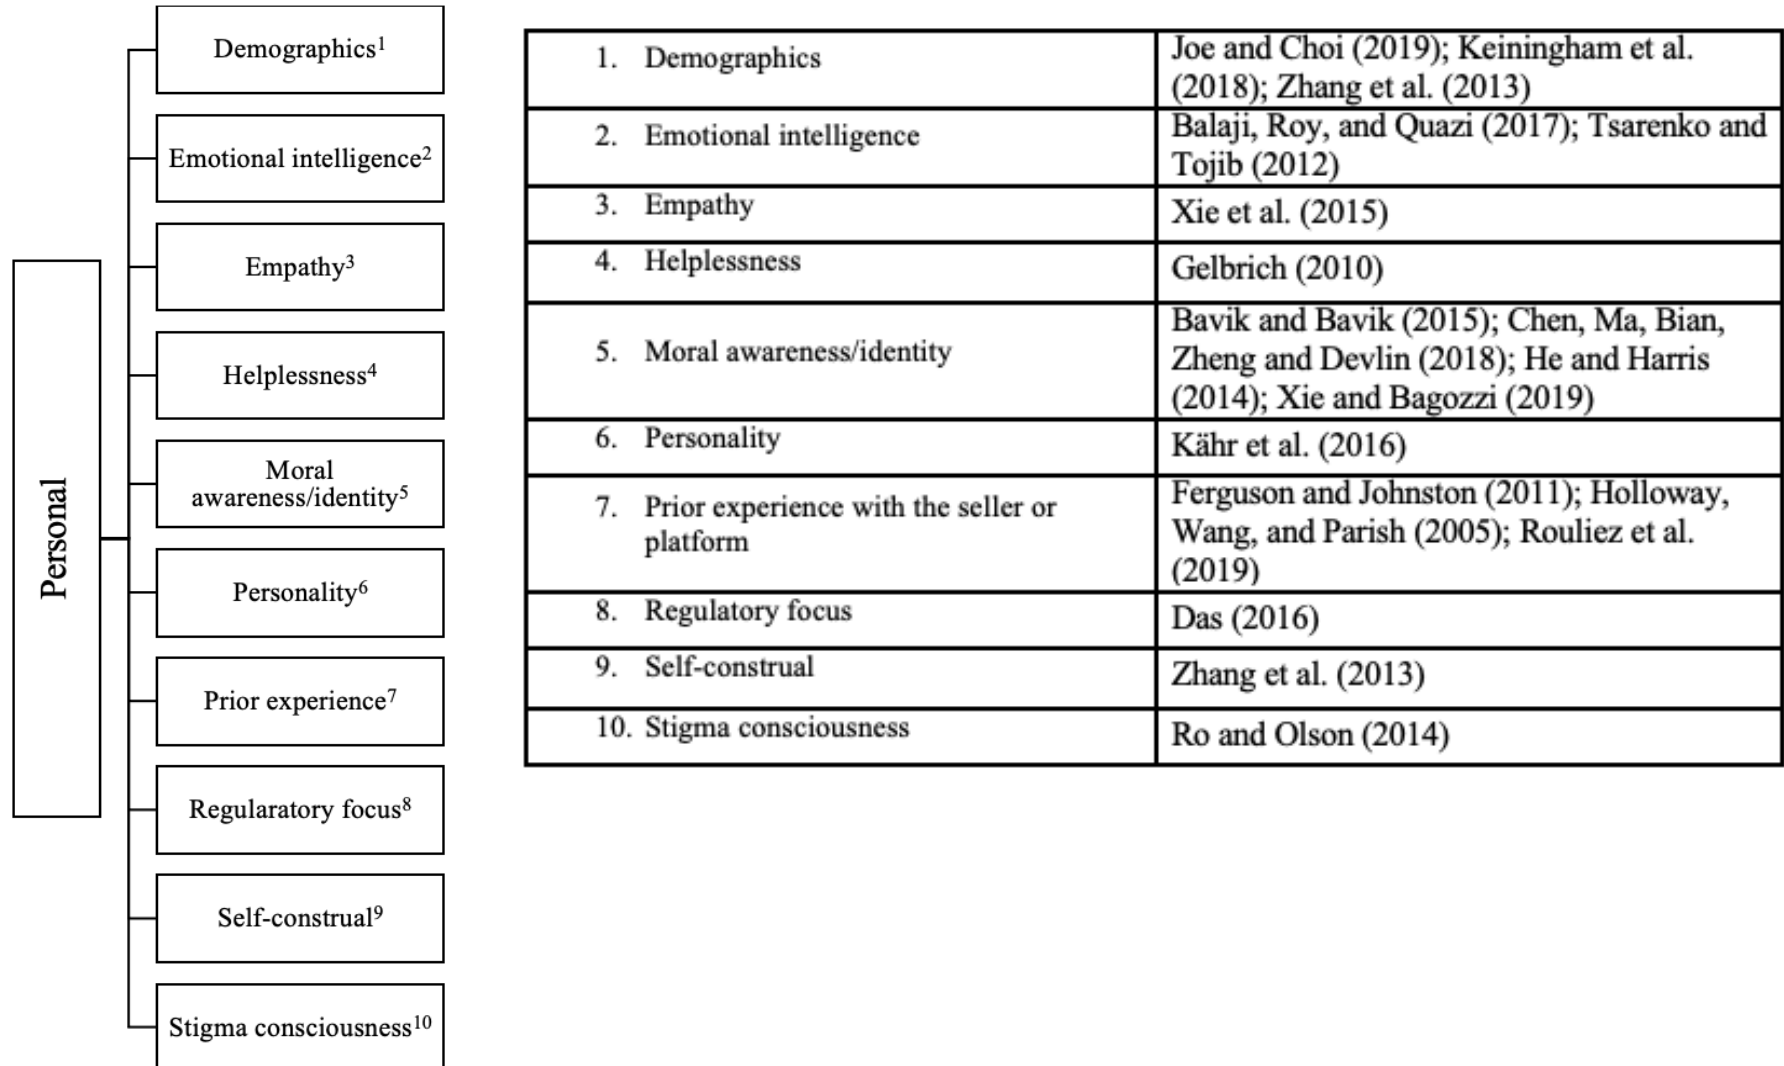 Personal
Demographics¹
Emotional intelligence²
Empathy³
Helplessness⁴
Moral
awareness/identity⁵
Personality⁶
Prior experience⁷
Regularatory focus⁸
Self-construal⁹
Stigma consciousness¹⁰
1. Demographics
Joe and Choi (2019); Keiningham et al.
(2018); Zhang et al. (2013)
2. Emotional intelligence
Balaji, Roy, and Quazi (2017); Tsarenko and
Tojib (2012)
3. Empathy
Xie et al. (2015)
4. Helplessness
Gelbrich (2010)
5. Moral awareness/identity
Bavik and Bavik (2015); Chen, Ma, Bian,
Zheng and Devlin (2018); He and Harris
(2014); Xie and Bagozzi (2019)
6. Personality
Kähr et al. (2016)
7. Prior experience with the seller or
platform
Ferguson and Johnston (2011); Holloway,
Wang, and Parish (2005); Rouliez et al.
(2019)
8. Regulatory focus
Das (2016)
9. Self-construal
Zhang et al. (2013)
10. Stigma consciousness
Ro and Olson (2014)